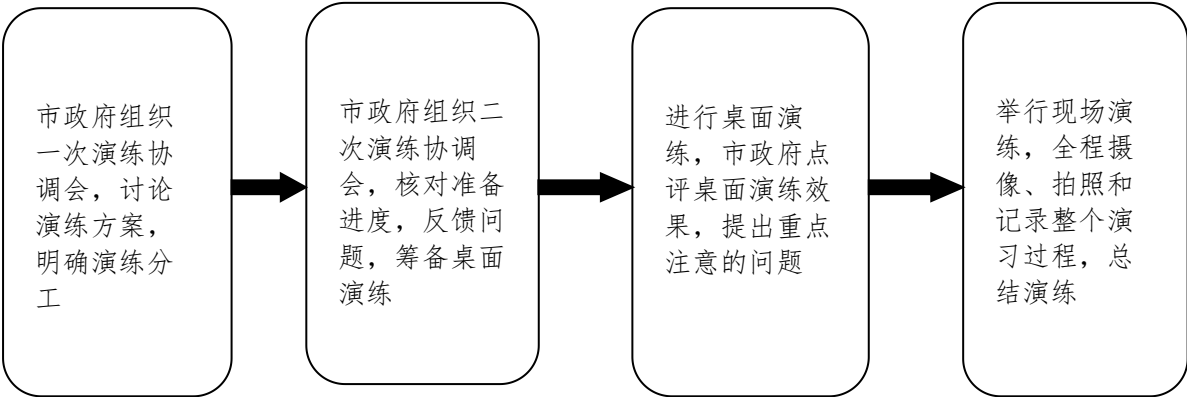 市政府组织
一次演练协
调会，讨论
演练方案，
明确演练分
工
市政府组织二
次演练协调
会，核对准备
进度，反馈问
题，筹备桌面
演练
进行桌面演
练，市政府点
评桌面演练效
果，提出重点
注意的问题
举行现场演
练，全程摄
像、拍照和
记录整个演
习过程，总
结演练